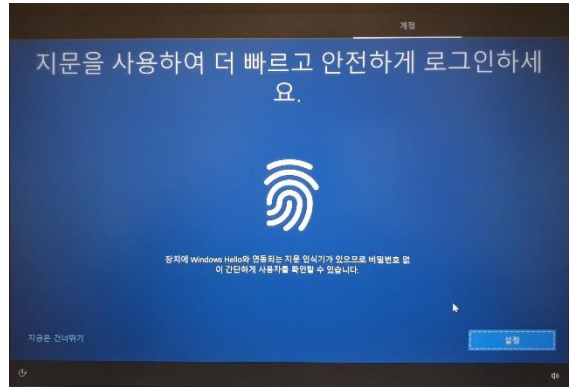 계정
지문을 사용하여 더 빠르고 안전하게 로그인하세
요.
장치에 Windows Hello와 연동되는 지문 인식기가 있으므로 비밀번호 없
이 간단하게 사용자를 확인할 수 있습니다.
지금은 건너뛰기
설정